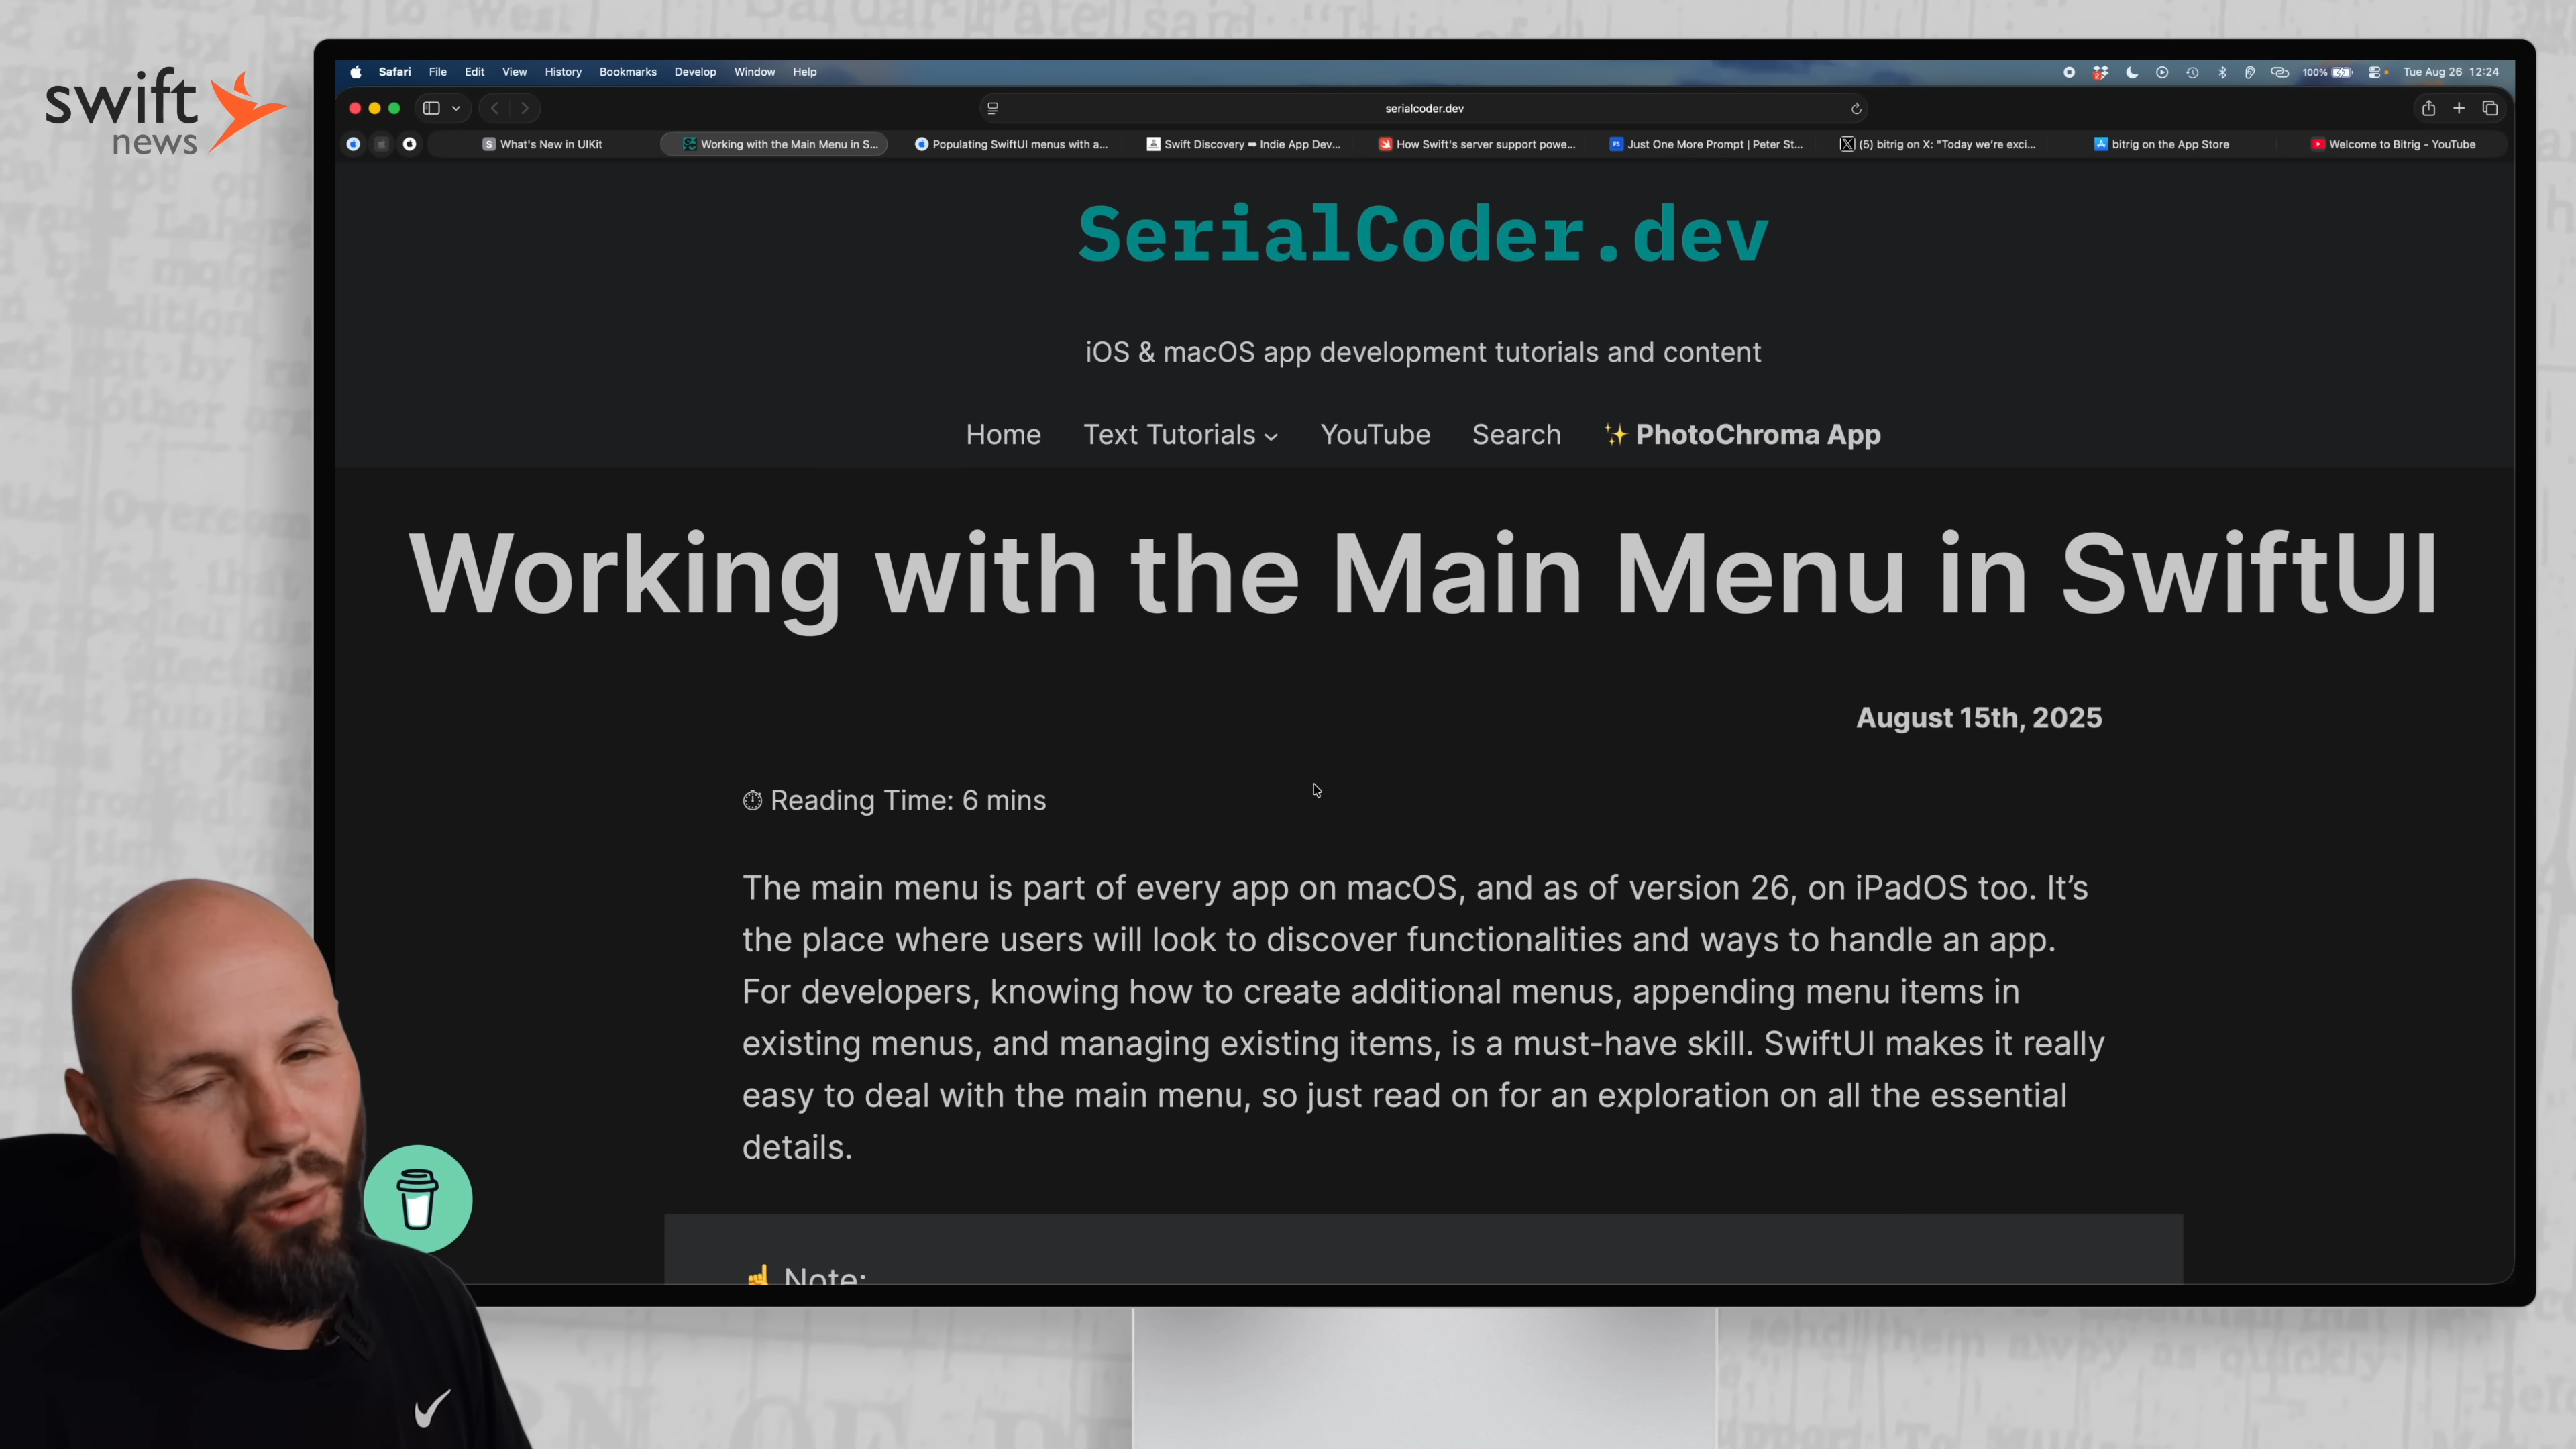 swift
news
Safari File Edit View History Bookmarks Develop Window Help
100% Tue Aug 26 12:24
serialcoder.dev
What's New in UIKit
Working with the Main Menu in S...
Populating SwiftUI menus with a...
Swift Discovery ➡ Indie App Dev...
How Swift's server support powe...
Just One More Prompt | Peter St...
(5) bitrig on X: "Today we're exci...
bitrig on the App Store
Welcome to Bitrig - YouTube
SerialCoder.dev
iOS & macOS app development tutorials and content
Home Text Tutorials YouTube Search ✨ PhotoChroma App
Working with the Main Menu in SwiftUI
August 15th, 2025
⏱ Reading Time: 6 mins
The main menu is part of every app on macOS, and as of version 26, on iPadOS too. It's
the place where users will look to discover functionalities and ways to handle an app.
For developers, knowing how to create additional menus, appending menu items in
existing menus, and managing existing items, is a must-have skill. SwiftUI makes it really
easy to deal with the main menu, so just read on for an exploration on all the essential
details.
☝ Note: